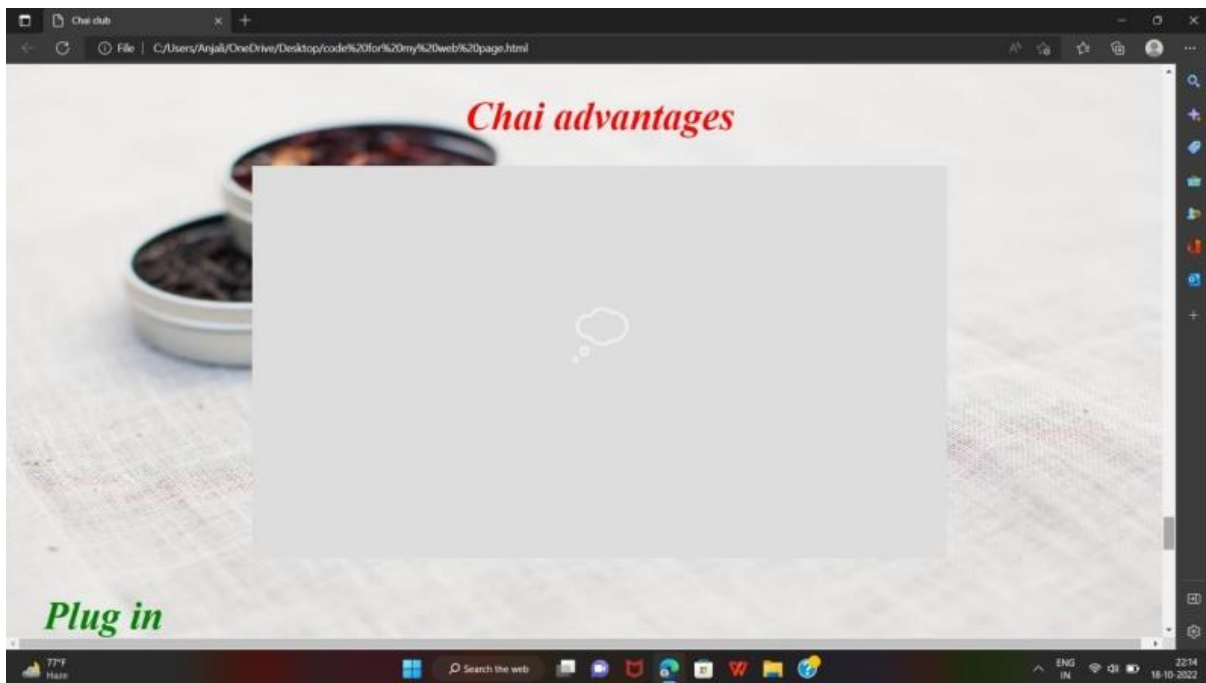 Chai club
File | C:/Users/Anjali/OneDrive/Desktop/code%20for%20my%20web%20page.html
Chai advantages
Plug in
77°F
Haze
Search the web
ENG
IN
22:14
18-10-2022